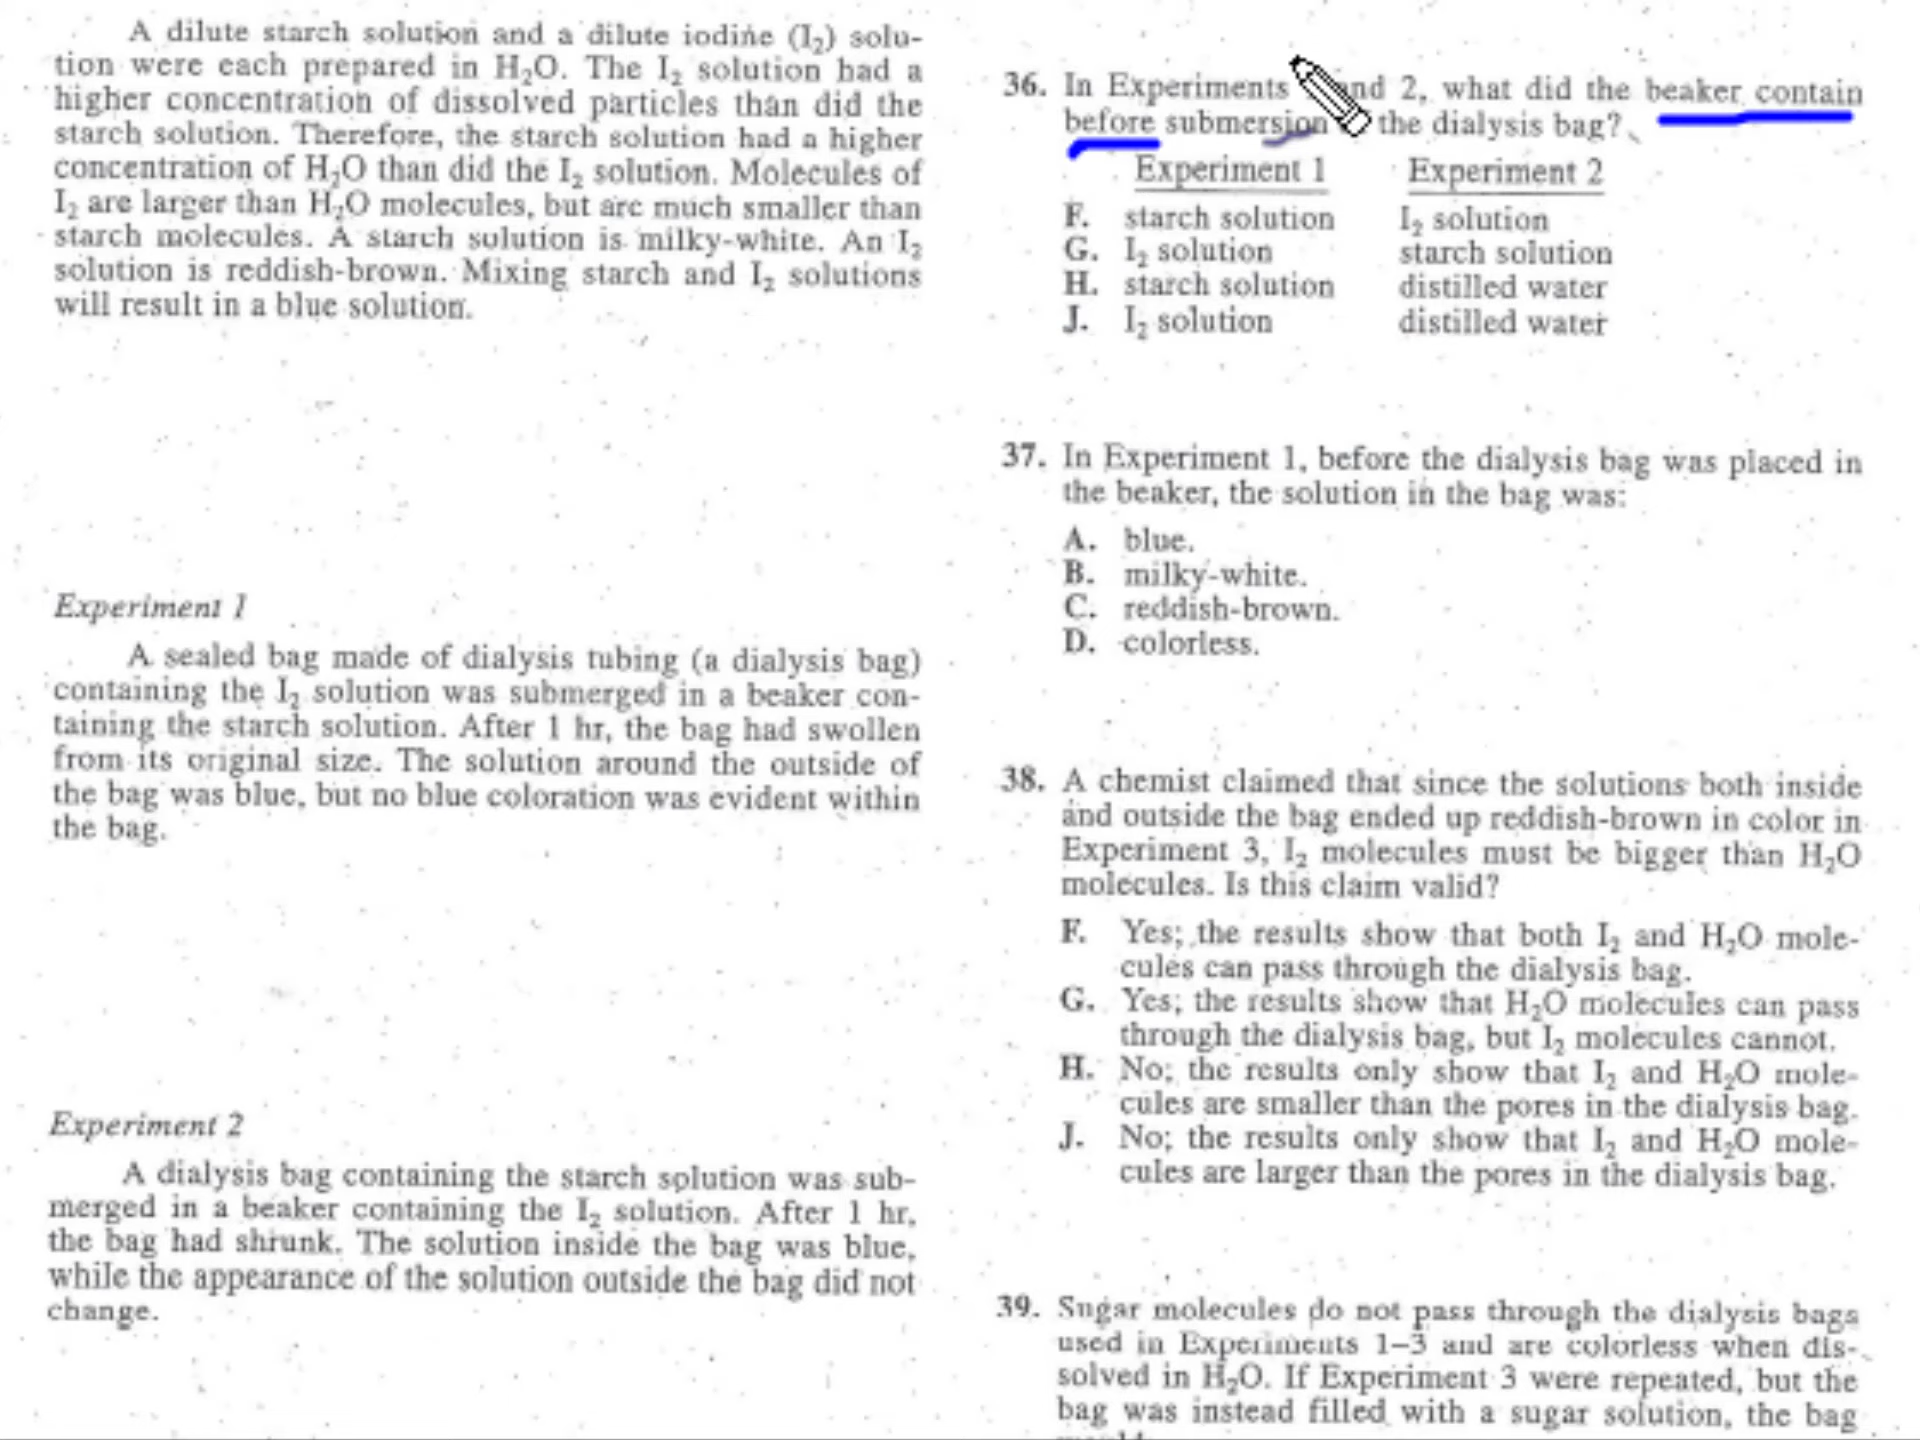 A dilute starch solution and a dilute iodine (I₂) solu-
tion were each prepared in H₂O. The I₂ solution had a
higher concentration of dissolved particles than did the
starch solution. Therefore, the starch solution had a higher
concentration of H₂O than did the I₂ solution. Molecules of
I₂ are larger than H₂O molecules, but are much smaller than
starch molecules. A starch solution is milky-white. An I₂
solution is reddish-brown. Mixing starch and I₂ solutions
will result in a blue solution.
Experiment 1
A sealed bag made of dialysis tubing (a dialysis bag)
containing the I₂ solution was submerged in a beaker con-
taining the starch solution. After 1 hr, the bag had swollen
from its original size. The solution around the outside of
the bag was blue, but no blue coloration was evident within
the bag.
Experiment 2
A dialysis bag containing the starch solution was sub-
merged in a beaker containing the I₂ solution. After 1 hr,
the bag had shrunk. The solution inside the bag was blue,
while the appearance of the solution outside the bag did not
change.
36. In Experiments and 2, what did the beaker contain
before submersion the dialysis bag?
Experiment 1 Experiment 2
F. starch solution I₂ solution
G. I₂ solution starch solution
H. starch solution distilled water
J. I₂ solution distilled water
37. In Experiment 1, before the dialysis bag was placed in
the beaker, the solution in the bag was:
A. blue.
B. milky-white.
C. reddish-brown.
D. colorless.
38. A chemist claimed that since the solutions both inside
and outside the bag ended up reddish-brown in color in
Experiment 3, I₂ molecules must be bigger than H₂O
molecules. Is this claim valid?
F. Yes; the results show that both I₂ and H₂O mole-
cules can pass through the dialysis bag.
G. Yes; the results show that H₂O molecules can pass
through the dialysis bag, but I₂ molecules cannot.
H. No; the results only show that I₂ and H₂O mole-
cules are smaller than the pores in the dialysis bag.
J. No; the results only show that I₂ and H₂O mole-
cules are larger than the pores in the dialysis bag.
39. Sugar molecules do not pass through the dialysis bags
used in Experiments 1–3 and are colorless when dis-
solved in H₂O. If Experiment 3 were repeated, but the
bag was instead filled with a sugar solution, the bag